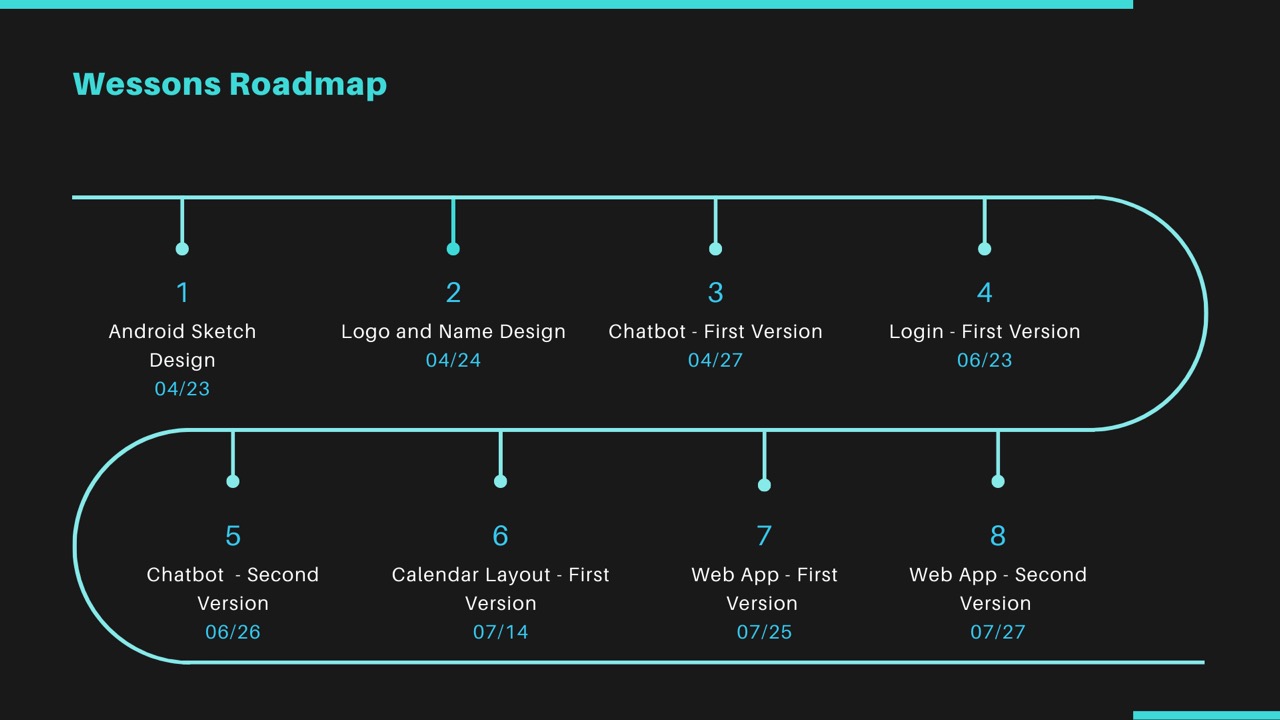 Wessons Roadmap
1
Android Sketch
Design
04/23
2
Logo and Name Design
04/24
3
Chatbot - First Version
04/27
4
Login - First Version
06/23
5
Chatbot  - Second
Version
06/26
6
Calendar Layout - First
Version
07/14
7
Web App - First
Version
07/25
8
Web App - Second
Version
07/27